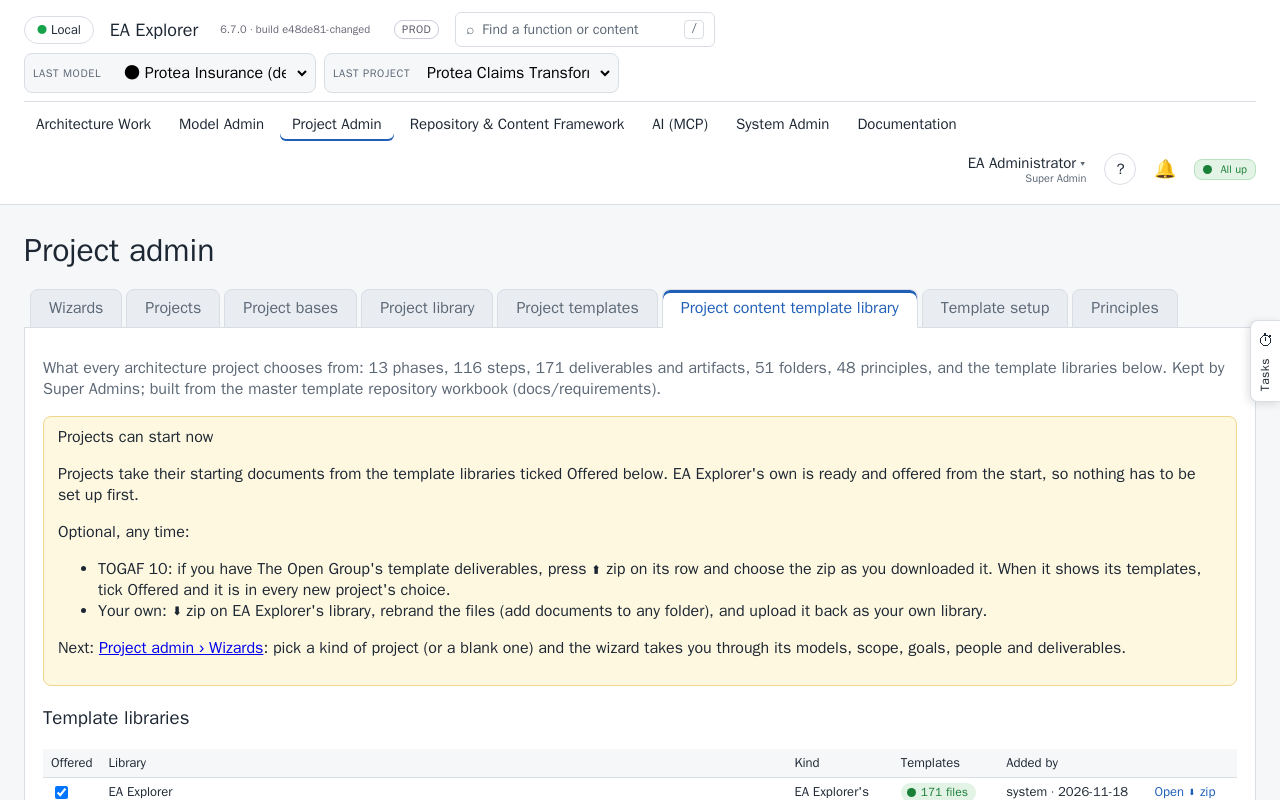 Local
EA Explorer
6.7.0 · build e48de81-changed
PROD
Find a function or content
/
LAST MODEL
Protea Insurance (de
LAST PROJECT
Protea Claims Transfor
Architecture Work
Model Admin
Project Admin
Repository & Content Framework
AI (MCP)
System Admin
Documentation
EA Administrator
Super Admin
?
All up
Project admin
Wizards
Projects
Project bases
Project library
Project templates
Project content template library
Template setup
Principles
Tasks
What every architecture project chooses from: 13 phases, 116 steps, 171 deliverables and artifacts, 51 folders, 48 principles, and the template libraries below. Kept by
Super Admins; built from the master template repository workbook (docs/requirements).
Projects can start now
Projects take their starting documents from the template libraries ticked Offered below. EA Explorer's own is ready and offered from the start, so nothing has to be
set up first.
Optional, any time:
• TOGAF 10: if you have The Open Group's template deliverables, press ⬆ zip on its row and choose the zip as you downloaded it. When it shows its templates,
tick Offered and it is in every new project's choice.
• Your own: ⬇ zip on EA Explorer's library, rebrand the files (add documents to any folder), and upload it back as your own library.
Next: Project admin › Wizards: pick a kind of project (or a blank one) and the wizard takes you through its models, scope, goals, people and deliverables.
Template libraries
Offered Library Kind Templates Added by
EA Explorer EA Explorer's 171 files system · 2026-11-18 Open ⬇ zip